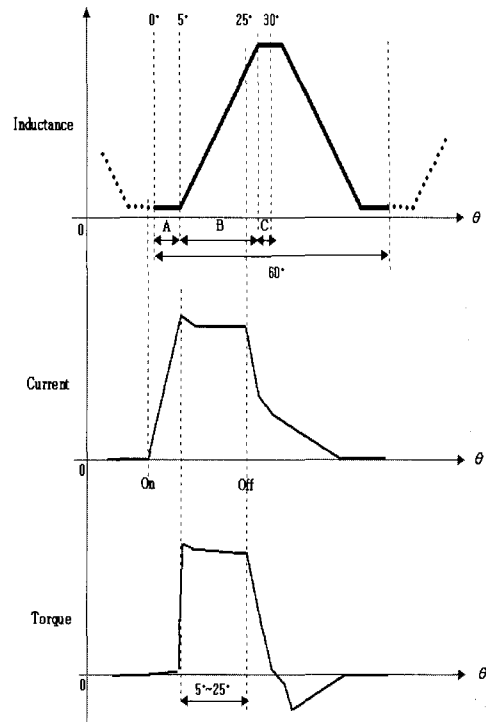 0° 5° 25° 30°
Inductance
0 A B C θ
60°
Current
0 θ
On Off
Torque
0 θ
5°~25°